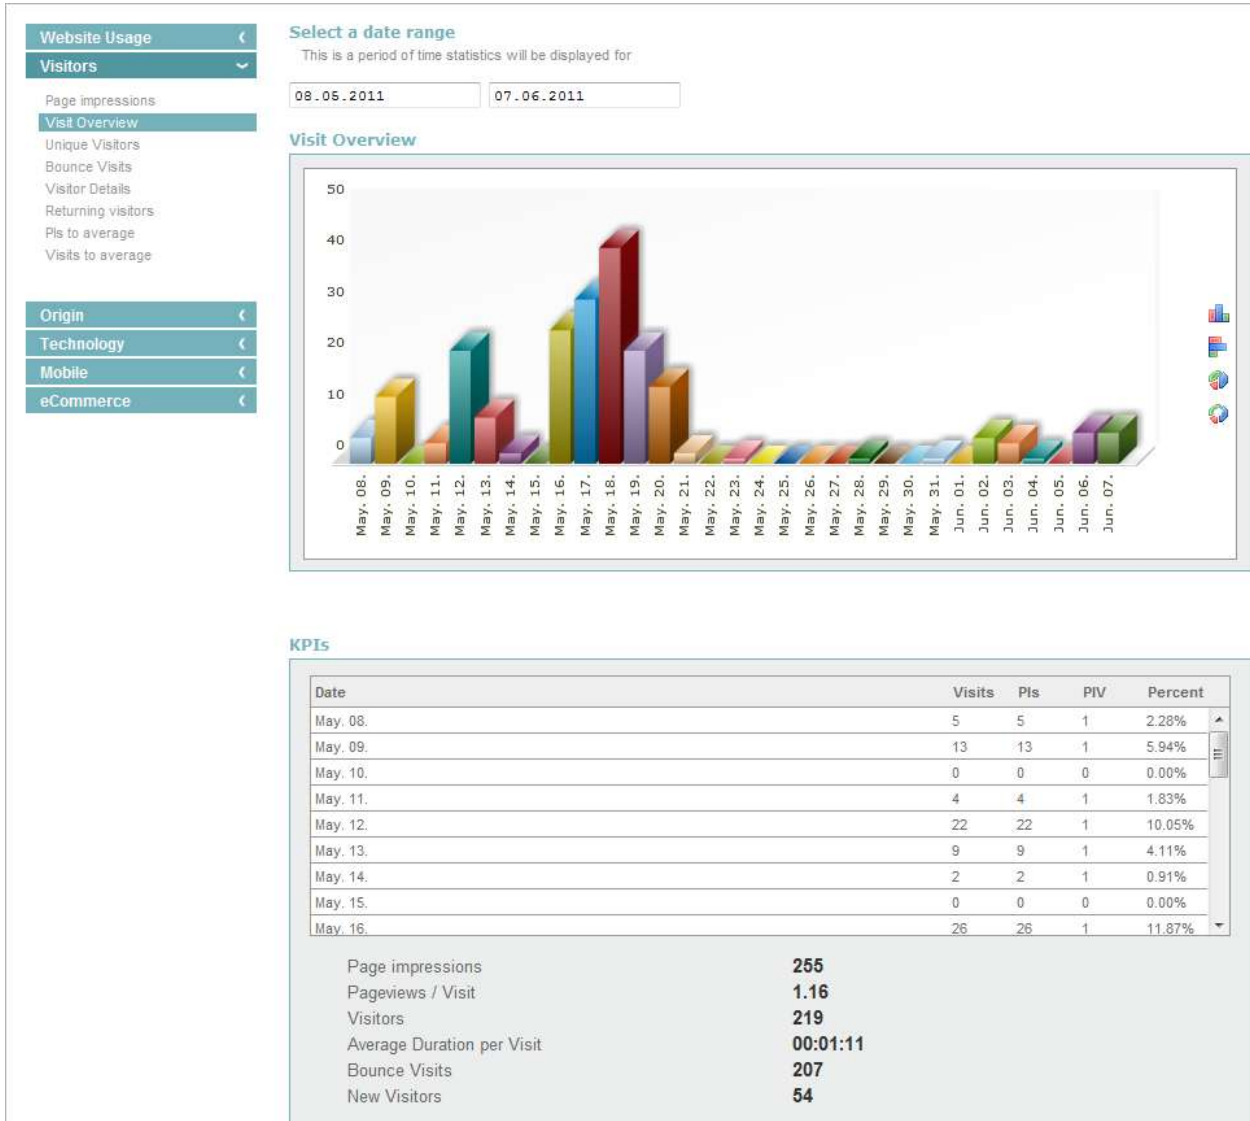 Website Usage
Visitors
Page impressions
Visit Overview
Unique Visitors
Bounce Visits
Visitor Details
Returning visitors
PIs to average
Visits to average
Origin
Technology
Mobile
eCommerce
Select a date range
This is a period of time statistics will be displayed for
08.05.2011 07.06.2011
Visit Overview
50
40
30
20
10
0
May. 08. May. 09. May. 10. May. 11. May. 12. May. 13. May. 14. May. 15. May. 16. May. 17. May. 18. May. 19. May. 20. May. 21. May. 22. May. 23. May. 24. May. 25. May. 26. May. 27. May. 28. May. 29. May. 30. May. 31. Jun. 01. Jun. 02. Jun. 03. Jun. 04. Jun. 05. Jun. 06. Jun. 07.
KPIs
Date Visits PIs PIV Percent
May. 08. 5 5 1 2.28%
May. 09. 13 13 1 5.94%
May. 10. 0 0 0 0.00%
May. 11. 4 4 1 1.83%
May. 12. 22 22 1 10.05%
May. 13. 9 9 1 4.11%
May. 14. 2 2 1 0.91%
May. 15. 0 0 0 0.00%
May. 16. 26 26 1 11.87%
Page impressions 255
Pageviews / Visit 1.16
Visitors 219
Average Duration per Visit 00:01:11
Bounce Visits 207
New Visitors 54